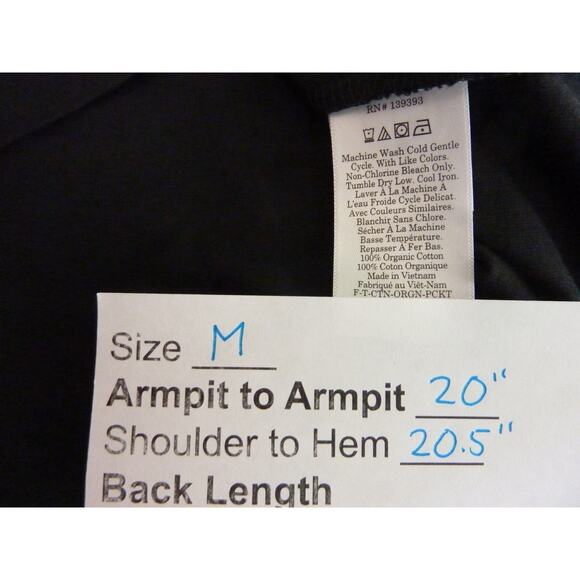 RN# 139393
Machine Wash Cold Gentle
Cycle. With Like Colors.
Non-Chlorine Bleach Only.
Tumble Dry Low. Cool Iron.
Laver À La Machine À
L'eau Froide Cycle Delicat.
Avec Couleurs Similaires.
Blanchir Sans Chlore.
Sécher À La Machine
Basse Température.
Repasser À Fer Bas.
100% Organic Cotton
100% Coton Organique
Made in Vietnam
Fabriqué au Viêt-Nam
F-T-CTN-ORGN-PCKT
Size M
Armpit to Armpit 20"
Shoulder to Hem 20.5"
Back Length